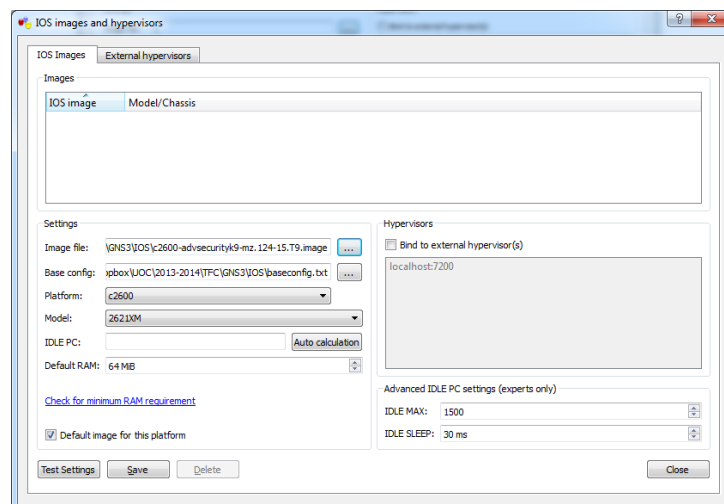 IOS images and hypervisors
IOS Images
External hypervisors
Images
IOS image
Model/Chassis
Settings
Image file: \GNS3\IOS\c2600-advsecurityk9-mz.124-15.T9.image ...
Base config: opbox\UOC\2013-2014\TFC\GNS3\IOS\baseconfig.txt ...
Platform: c2600
Model: 2621XM
IDLE PC: Auto calculation
Default RAM: 64 MiB
Check for minimum RAM requirement
Default image for this platform
Hypervisors
Bind to external hypervisor(s)
localhost:7200
Advanced IDLE PC settings (experts only)
IDLE MAX: 1500
IDLE SLEEP: 30 ms
Test Settings
Save
Delete
Close